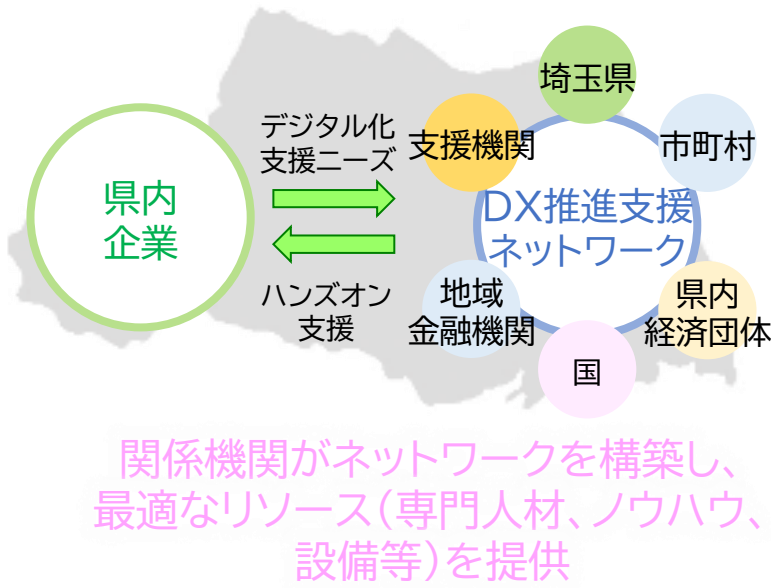 埼玉県
デジタル化
支援ニーズ
支援機関
市町村
県内
企業
DX推進支援
ネットワーク
ハンズオン
支援
地域
金融機関
県内
経済団体
国
関係機関がネットワークを構築し、
最適なリソース(専門人材、ノウハウ、
設備等)を提供